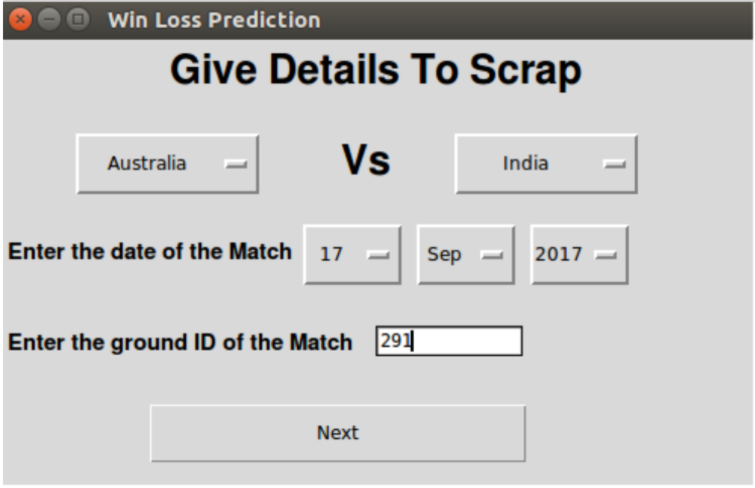 Win Loss Prediction
Give Details To Scrap
Australia Vs India
Enter the date of the Match 17 Sep 2017
Enter the ground ID of the Match 291
Next